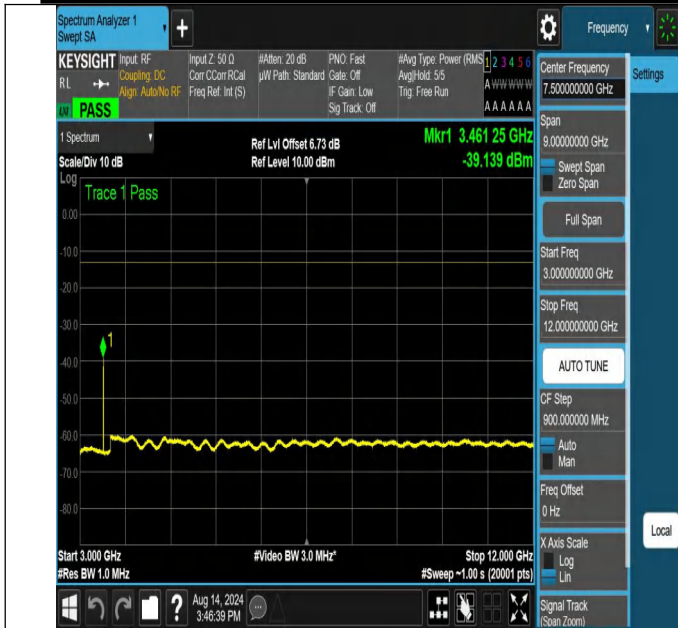 Spectrum Analyzer 1
Swept SA
+
Frequency
KEYSIGHT
RL
PASS
Input: RF
Coupling: DC
Align: Auto/No RF
Input Z: 50 Ω
Corr CCorr RCal
Freq Ref: Int (S)
#Atten: 20 dB
µW Path: Standard
PNO: Fast
Gate: Off
IF Gain: Low
Sig Track: Off
#Avg Type: Power (RMS
Avg|Hold: 5/5
Trig: Free Run
1 2 3 4 5 6
A W W W W W
A A A A A A
1 Spectrum
Scale/Div 10 dB
Ref Lvl Offset 6.73 dB
Ref Level 10.00 dBm
Mkr1 3.461 25 GHz
-39.139 dBm
Log
Trace 1 Pass
0.00
-10.0
-20.0
-30.0
-40.0
-50.0
-60.0
-70.0
-80.0
1
Start 3.000 GHz
#Res BW 1.0 MHz
#Video BW 3.0 MHz*
Stop 12.000 GHz
#Sweep ~1.00 s (20001 pts)
Aug 14, 2024
3:46:39 PM
?
Center Frequency
7.500000000 GHz
Settings
Span
9.00000000 GHz
Swept Span
Zero Span
Full Span
Start Freq
3.000000000 GHz
Stop Freq
12.000000000 GHz
AUTO TUNE
CF Step
900.000000 MHz
Auto
Man
Freq Offset
0 Hz
Local
X Axis Scale
Log
Lin
Signal Track
(Span Zoom)